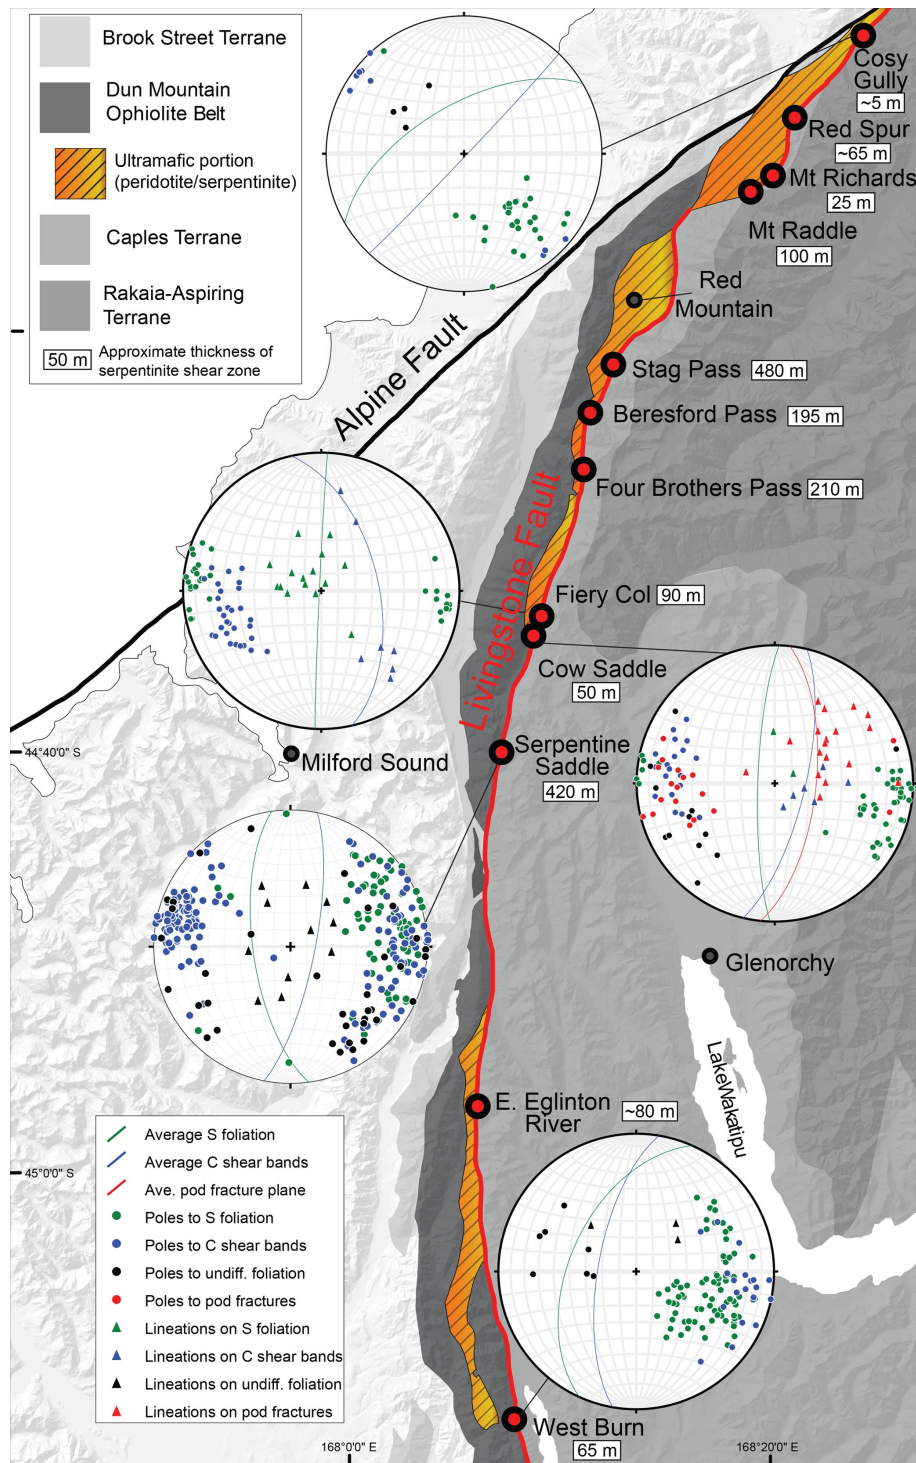 Brook Street Terrane
Dun Mountain
Ophiolite Belt
Ultramafic portion
(peridotite/serpentinite)
Caples Terrane
Rakaia-Aspiring
Terrane
50 m
Approximate thickness of
serpentinite shear zone
Cosy
Gully
~5 m
Red Spur
~65 m
Mt Richards
25 m
Mt Raddle
100 m
Red
Mountain
Alpine Fault
Stag Pass 480 m
Beresford Pass 195 m
Four Brothers Pass 210 m
Livingstone Fault
Fiery Col 90 m
Cow Saddle
50 m
44°40'0" S
Milford Sound
Serpentine
Saddle
420 m
Glenorchy
LakeWakatipu
E. Eglinton
River
~80 m
45°0'0" S
Average S foliation
Average C shear bands
Ave. pod fracture plane
Poles to S foliation
Poles to C shear bands
Poles to undiff. foliation
Poles to pod fractures
Lineations on S foliation
Lineations on C shear bands
Lineations on undiff. foliation
Lineations on pod fractures
West Burn
65 m
168°0'0" E
168°20'0" E